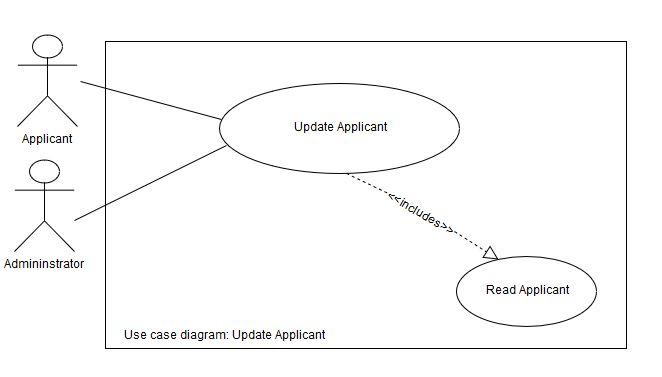 Applicant
Update Applicant
<<includes>>
Admininstrator
Read Applicant
Use case diagram: Update Applicant